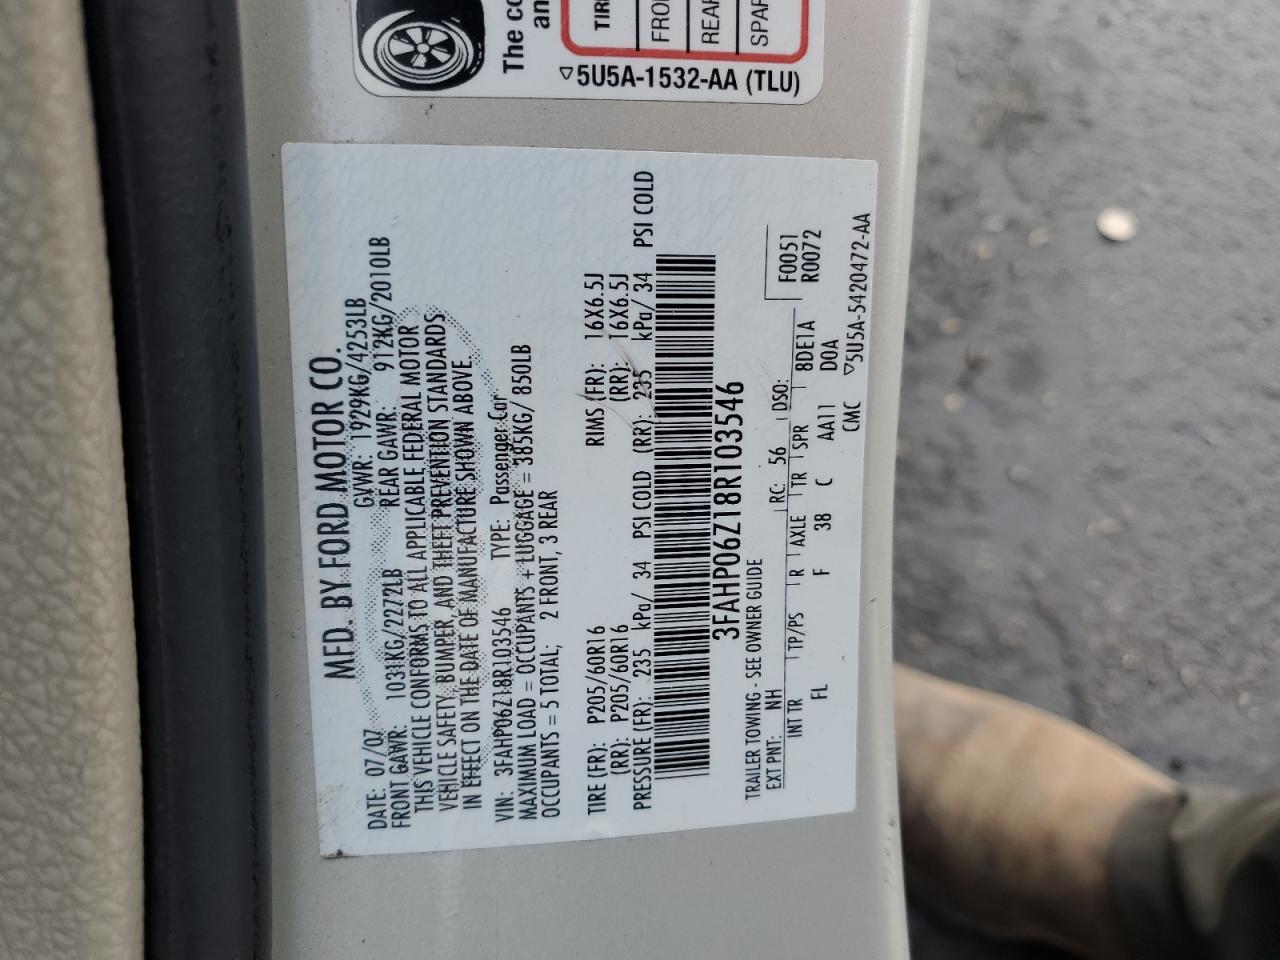 The co
an
TIR
FRO
REAR
SPAR
▽5U5A-1532-AA (TLU)
MFD. BY FORD MOTOR CO.
DATE: 07/07 GVWR: 1929KG/4253LB
FRONT GAWR: 1031KG/2272LB REAR GAWR: 912KG/2010LB
THIS VEHICLE CONFORMS TO ALL APPLICABLE FEDERAL MOTOR
VEHICLE SAFETY, BUMPER, AND THEFT PREVENTION STANDARDS
IN EFFECT ON THE DATE OF MANUFACTURE SHOWN ABOVE.
VIN: 3FAHP06Z18R103546 TYPE: Passenger Car
MAXIMUM LOAD = OCCUPANTS + LUGGAGE = 385KG/ 850LB
OCCUPANTS = 5 TOTAL; 2 FRONT, 3 REAR
TIRE (FR): P205/60R16 RIMS (FR): 16X6.5J
(RR): P205/60R16 (RR): 16X6.5J
PRESSURE (FR): 235 kPa/ 34 PSI COLD (RR): 235 kPa/ 34 PSI COLD
3FAHP06Z18R103546
TRAILER TOWING - SEE OWNER GUIDE F0051
EXT PNT: NH RC: 56 DSO: R0072
INT TR TP/PS R AXLE TR SPR 8DE1A
FL F 38 C AA11 DOA
CMC ▽5U5A-5420472-AA